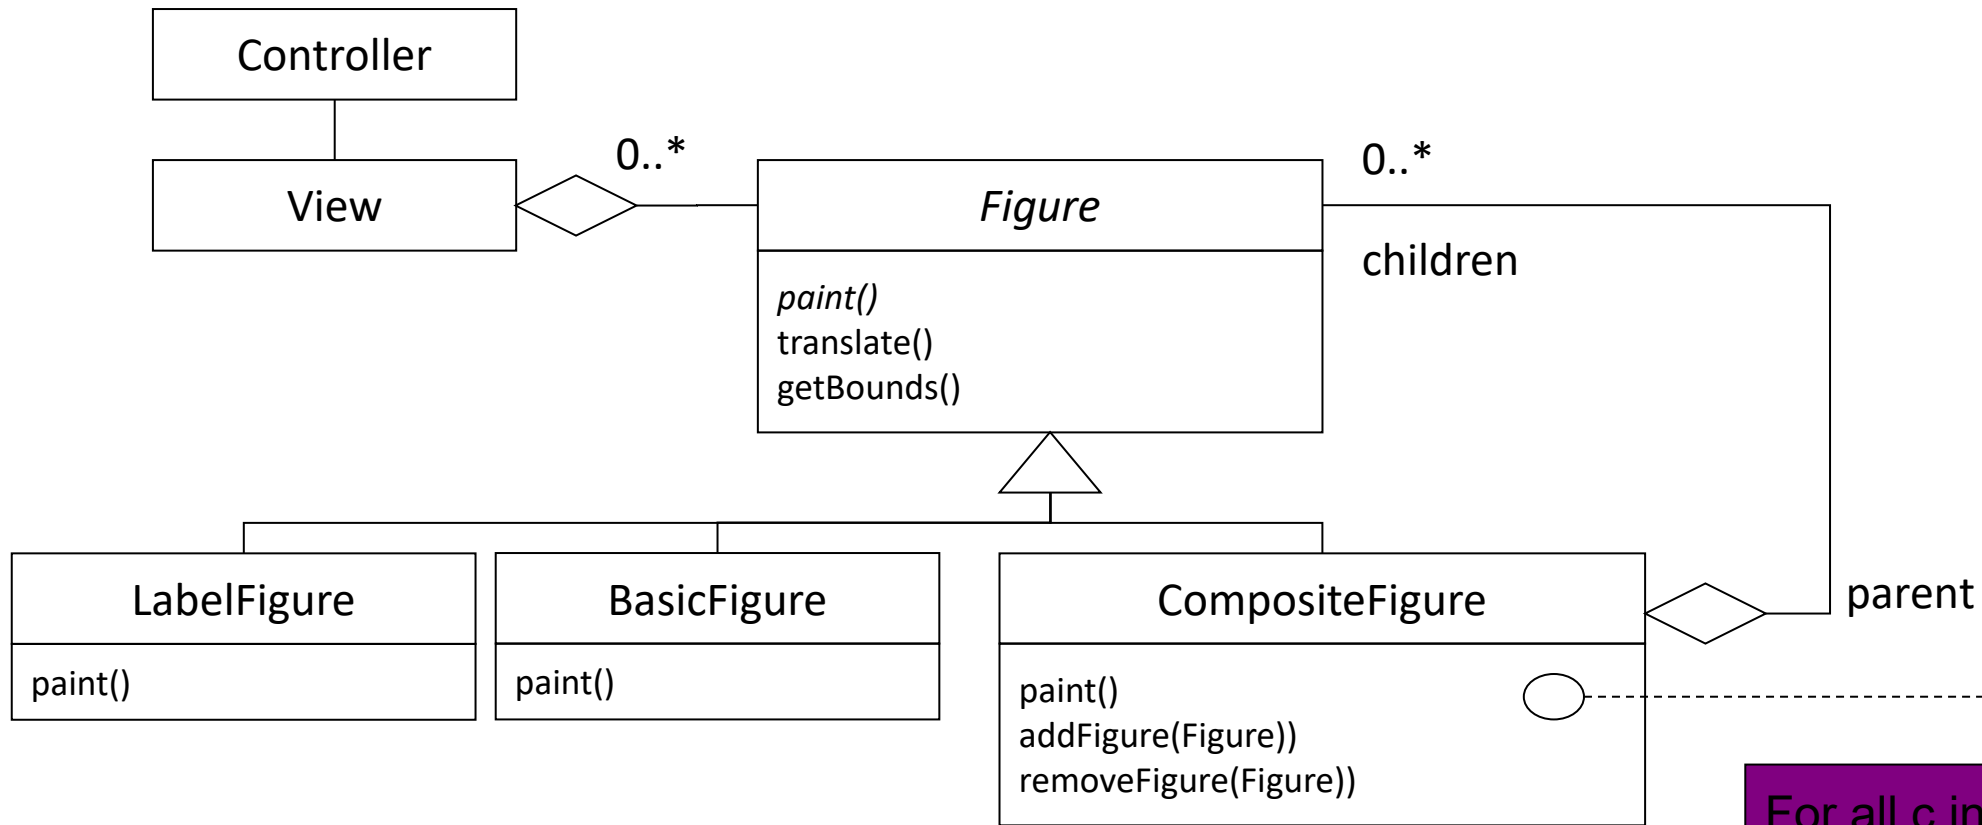 Controller
0..*
0..*
View
Figure
children
paint()
translate()
getBounds()
parent
LabelFigure
BasicFigure
CompositeFigure
paint()
paint()
paint()
addFigure(Figure))
removeFigure(Figure))
For all c in